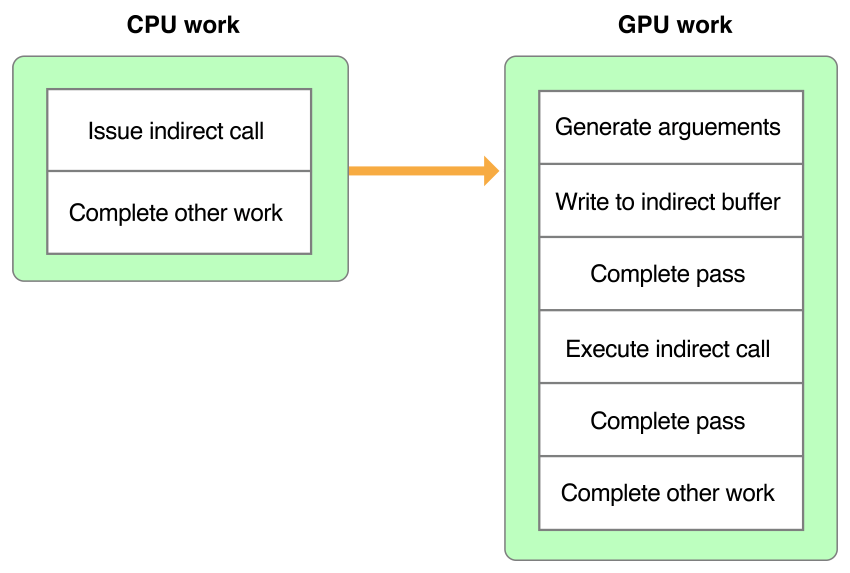 CPU work
Issue indirect call
Complete other work
GPU work
Generate arguements
Write to indirect buffer
Complete pass
Execute indirect call
Complete pass
Complete other work